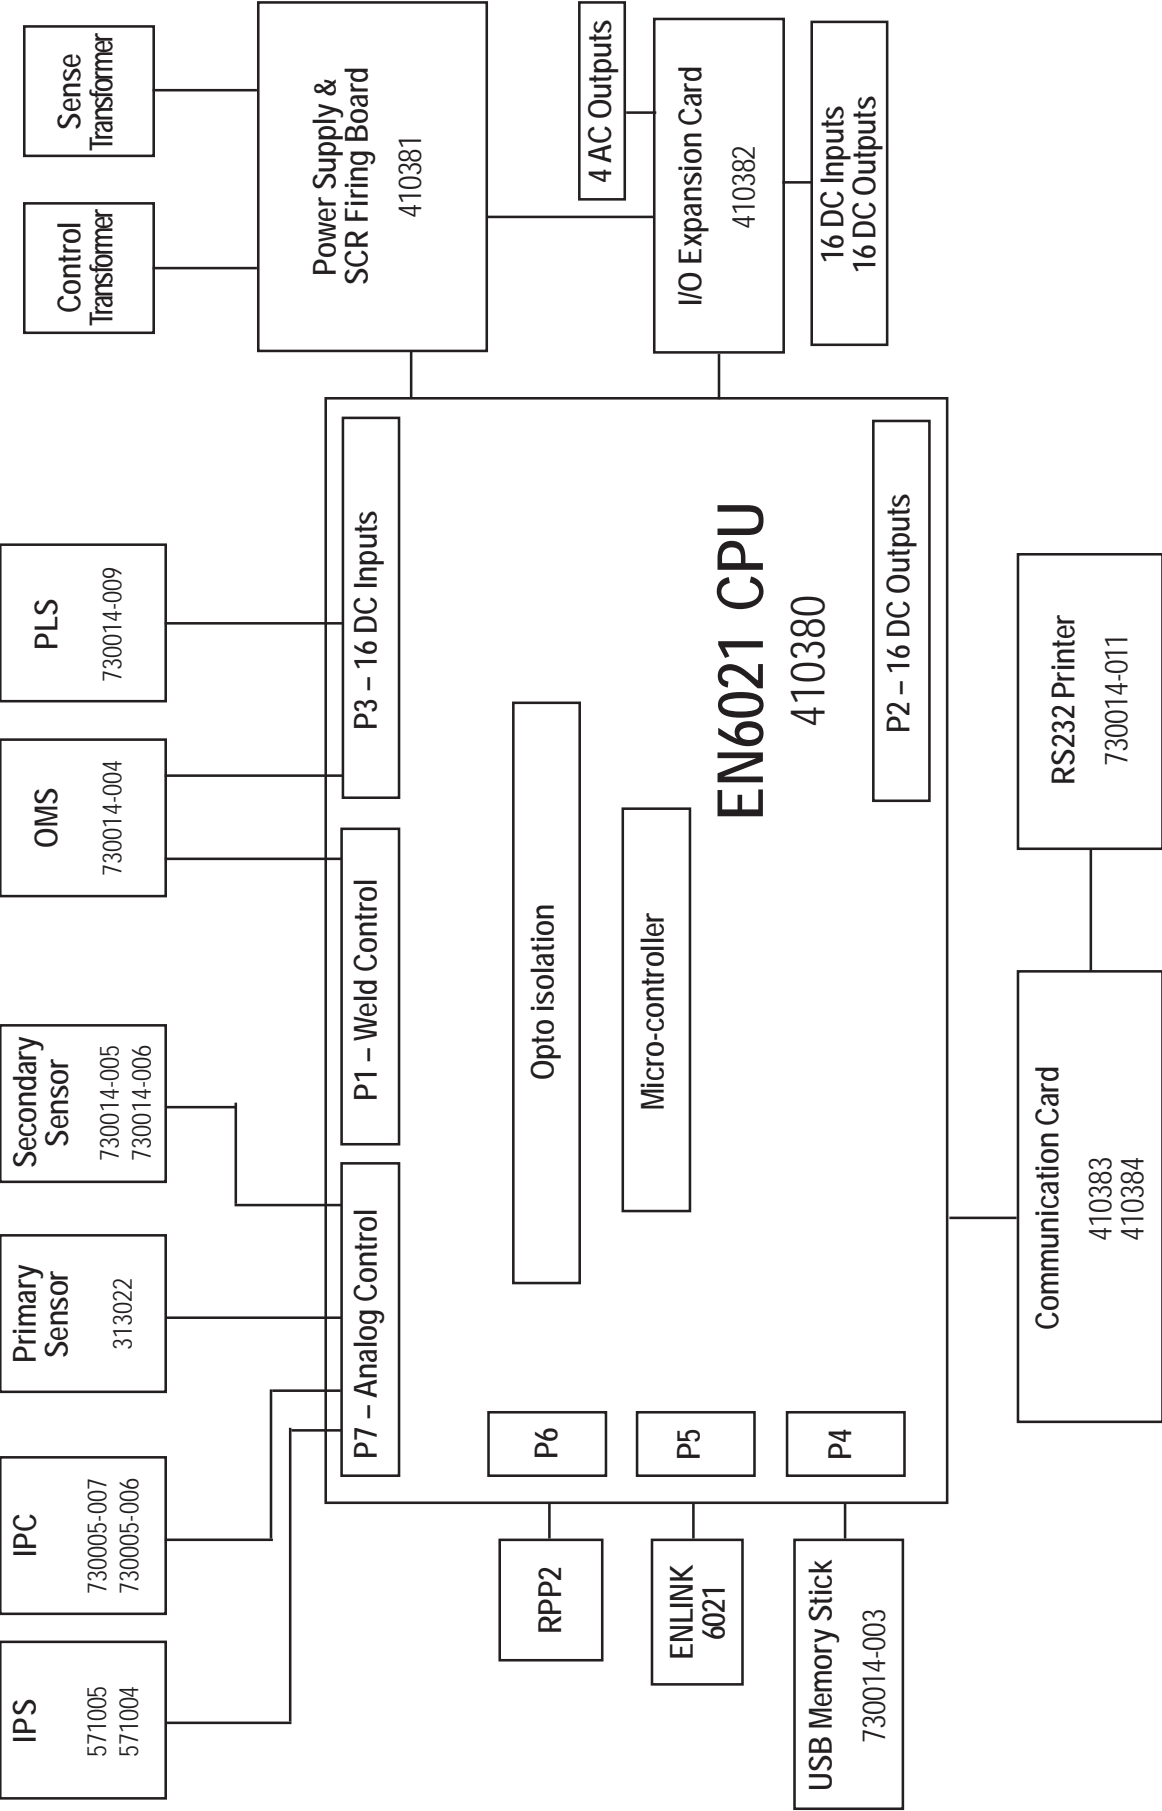 IPS
571005
571004
IPC
730005-007
730005-006
Primary
Sensor
313022
Secondary
Sensor
730014-005
730014-006
OMS
730014-004
PLS
730014-009
Control
Transformer
Sense
Transformer
Power Supply &
SCR Firing Board
410381
P7 – Analog Control
P1 – Weld Control
P3 – 16 DC Inputs
RPP2
P6
Opto isolation
ENLINK
6021
P5
Micro-controller
EN6021 CPU
410380
4 AC Outputs
I/O Expansion Card
410382
16 DC Inputs
16 DC Outputs
USB Memory Stick
730014-003
P4
P2 – 16 DC Outputs
Communication Card
410383
410384
RS232 Printer
730014-011